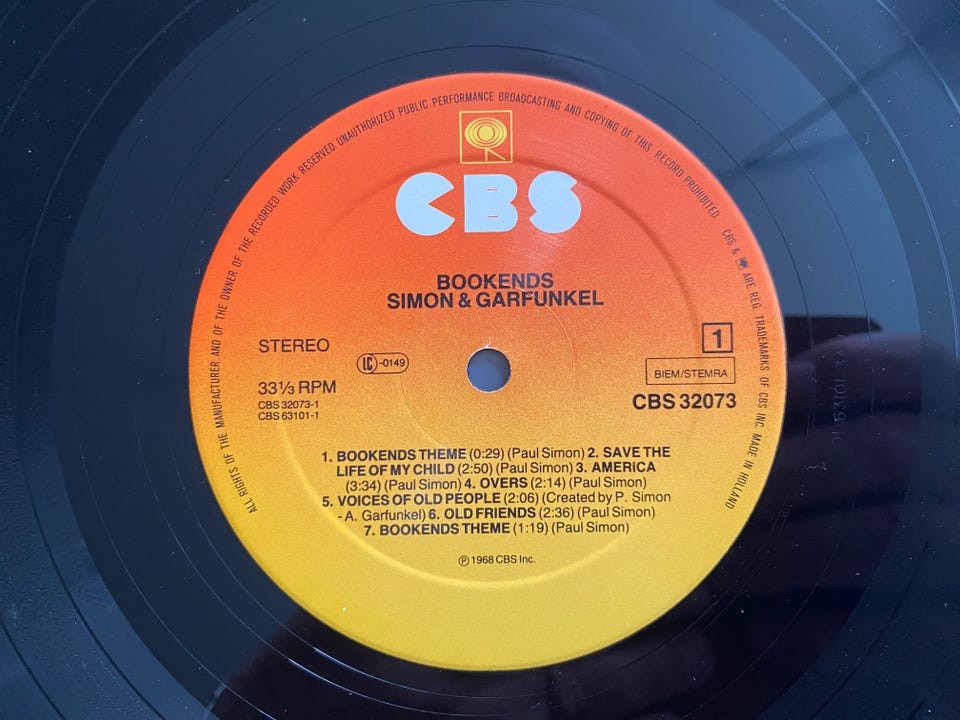 ALL RIGHTS OF THE MANUFACTURER AND OF THE OWNER OF THE RECORDED WORK RESERVED UNAUTHORIZED PUBLIC PERFORMANCE BROADCASTING AND COPYING OF THIS RECORD PROHIBITED CBS & ARE REG. TRADEMARKS OF CBS INC. MADE IN HOLLAND
CBS
BOOKENDS
SIMON & GARFUNKEL
STEREO
LC -0149
1
33⅓ RPM
BIEM/STEMRA
CBS 32073-1
CBS 63101-1
CBS 32073
1. BOOKENDS THEME (0:29) (Paul Simon) 2. SAVE THE
LIFE OF MY CHILD (2:50) (Paul Simon) 3. AMERICA
(3:34) (Paul Simon) 4. OVERS (2:14) (Paul Simon)
5. VOICES OF OLD PEOPLE (2:06) (Created by P. Simon
- A. Garfunkel) 6. OLD FRIENDS (2:36) (Paul Simon)
7. BOOKENDS THEME (1:19) (Paul Simon)
℗ 1968 CBS Inc.